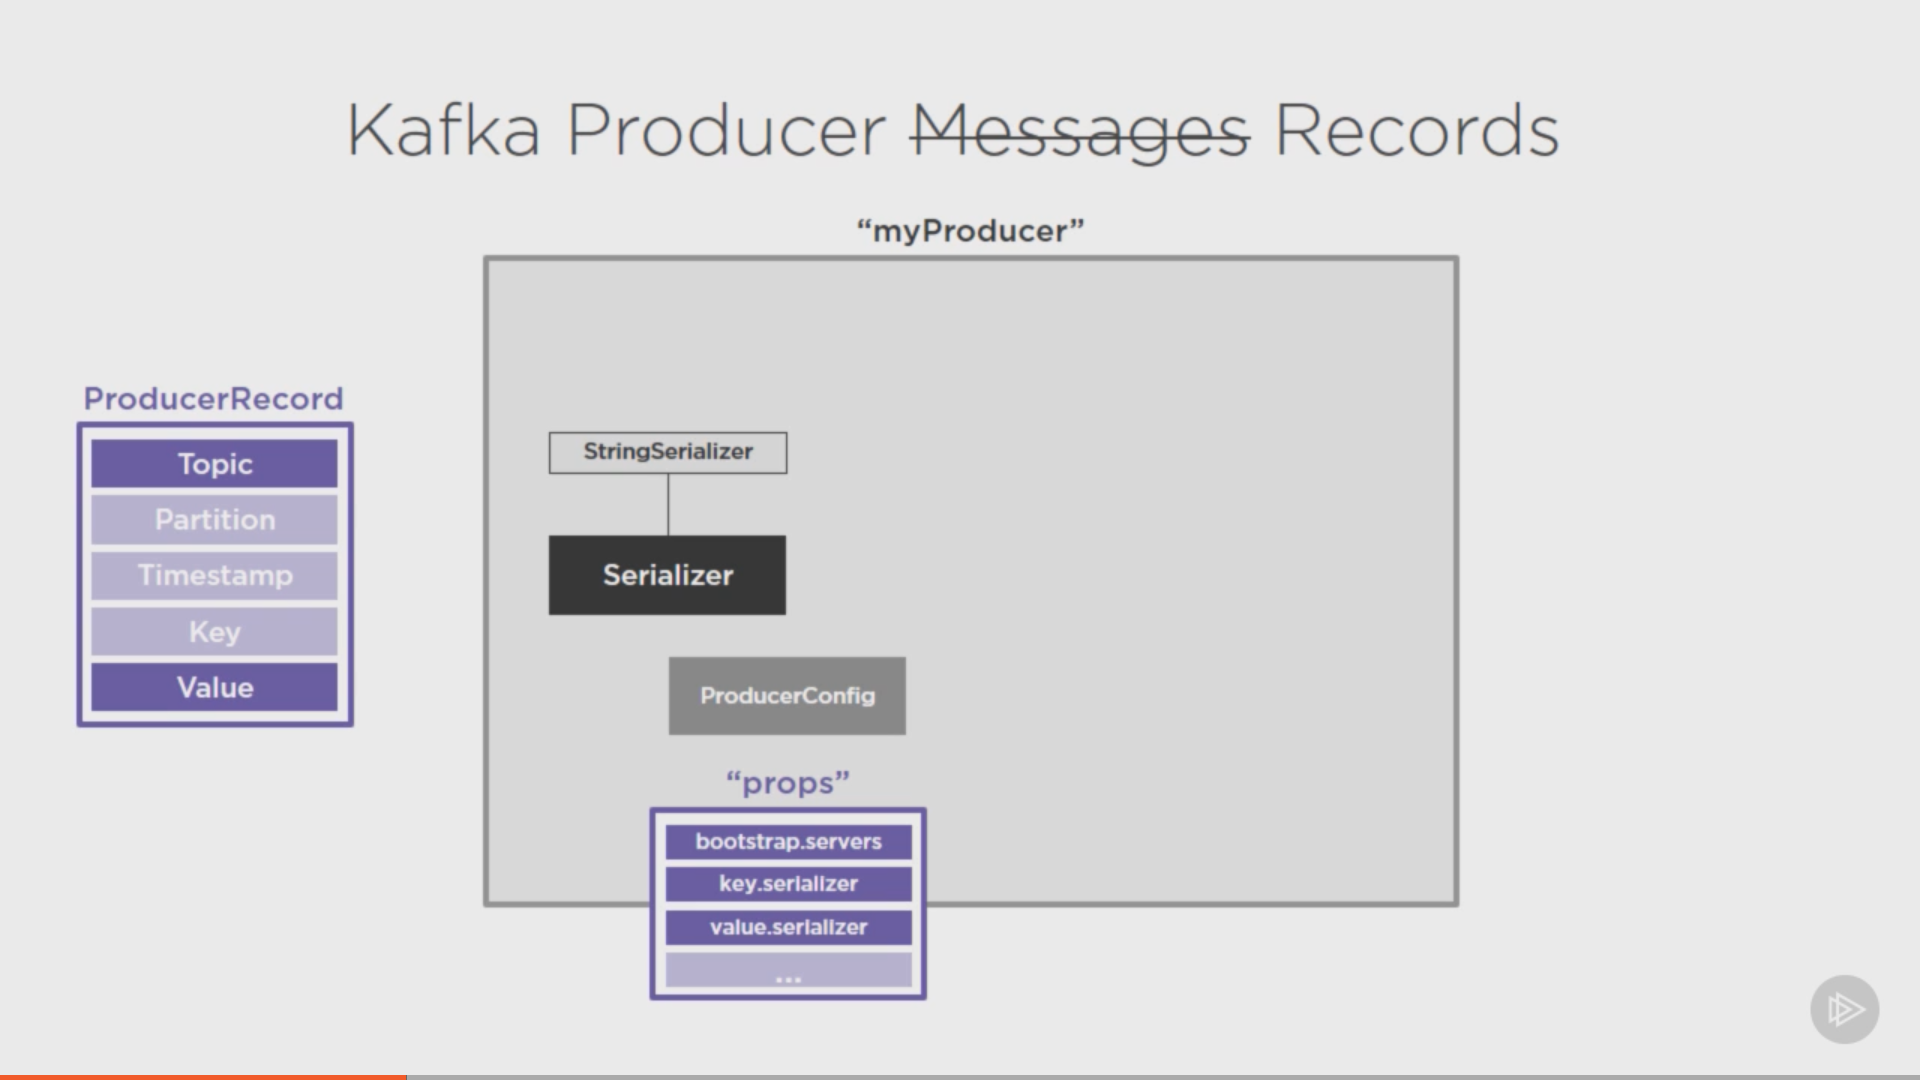 Kafka Producer Messages Records
“myProducer”
ProducerRecord
Topic
Partition
Timestamp
Key
Value
StringSerializer
Serializer
ProducerConfig
“props”
bootstrap.servers
key.serializer
value.serializer
...